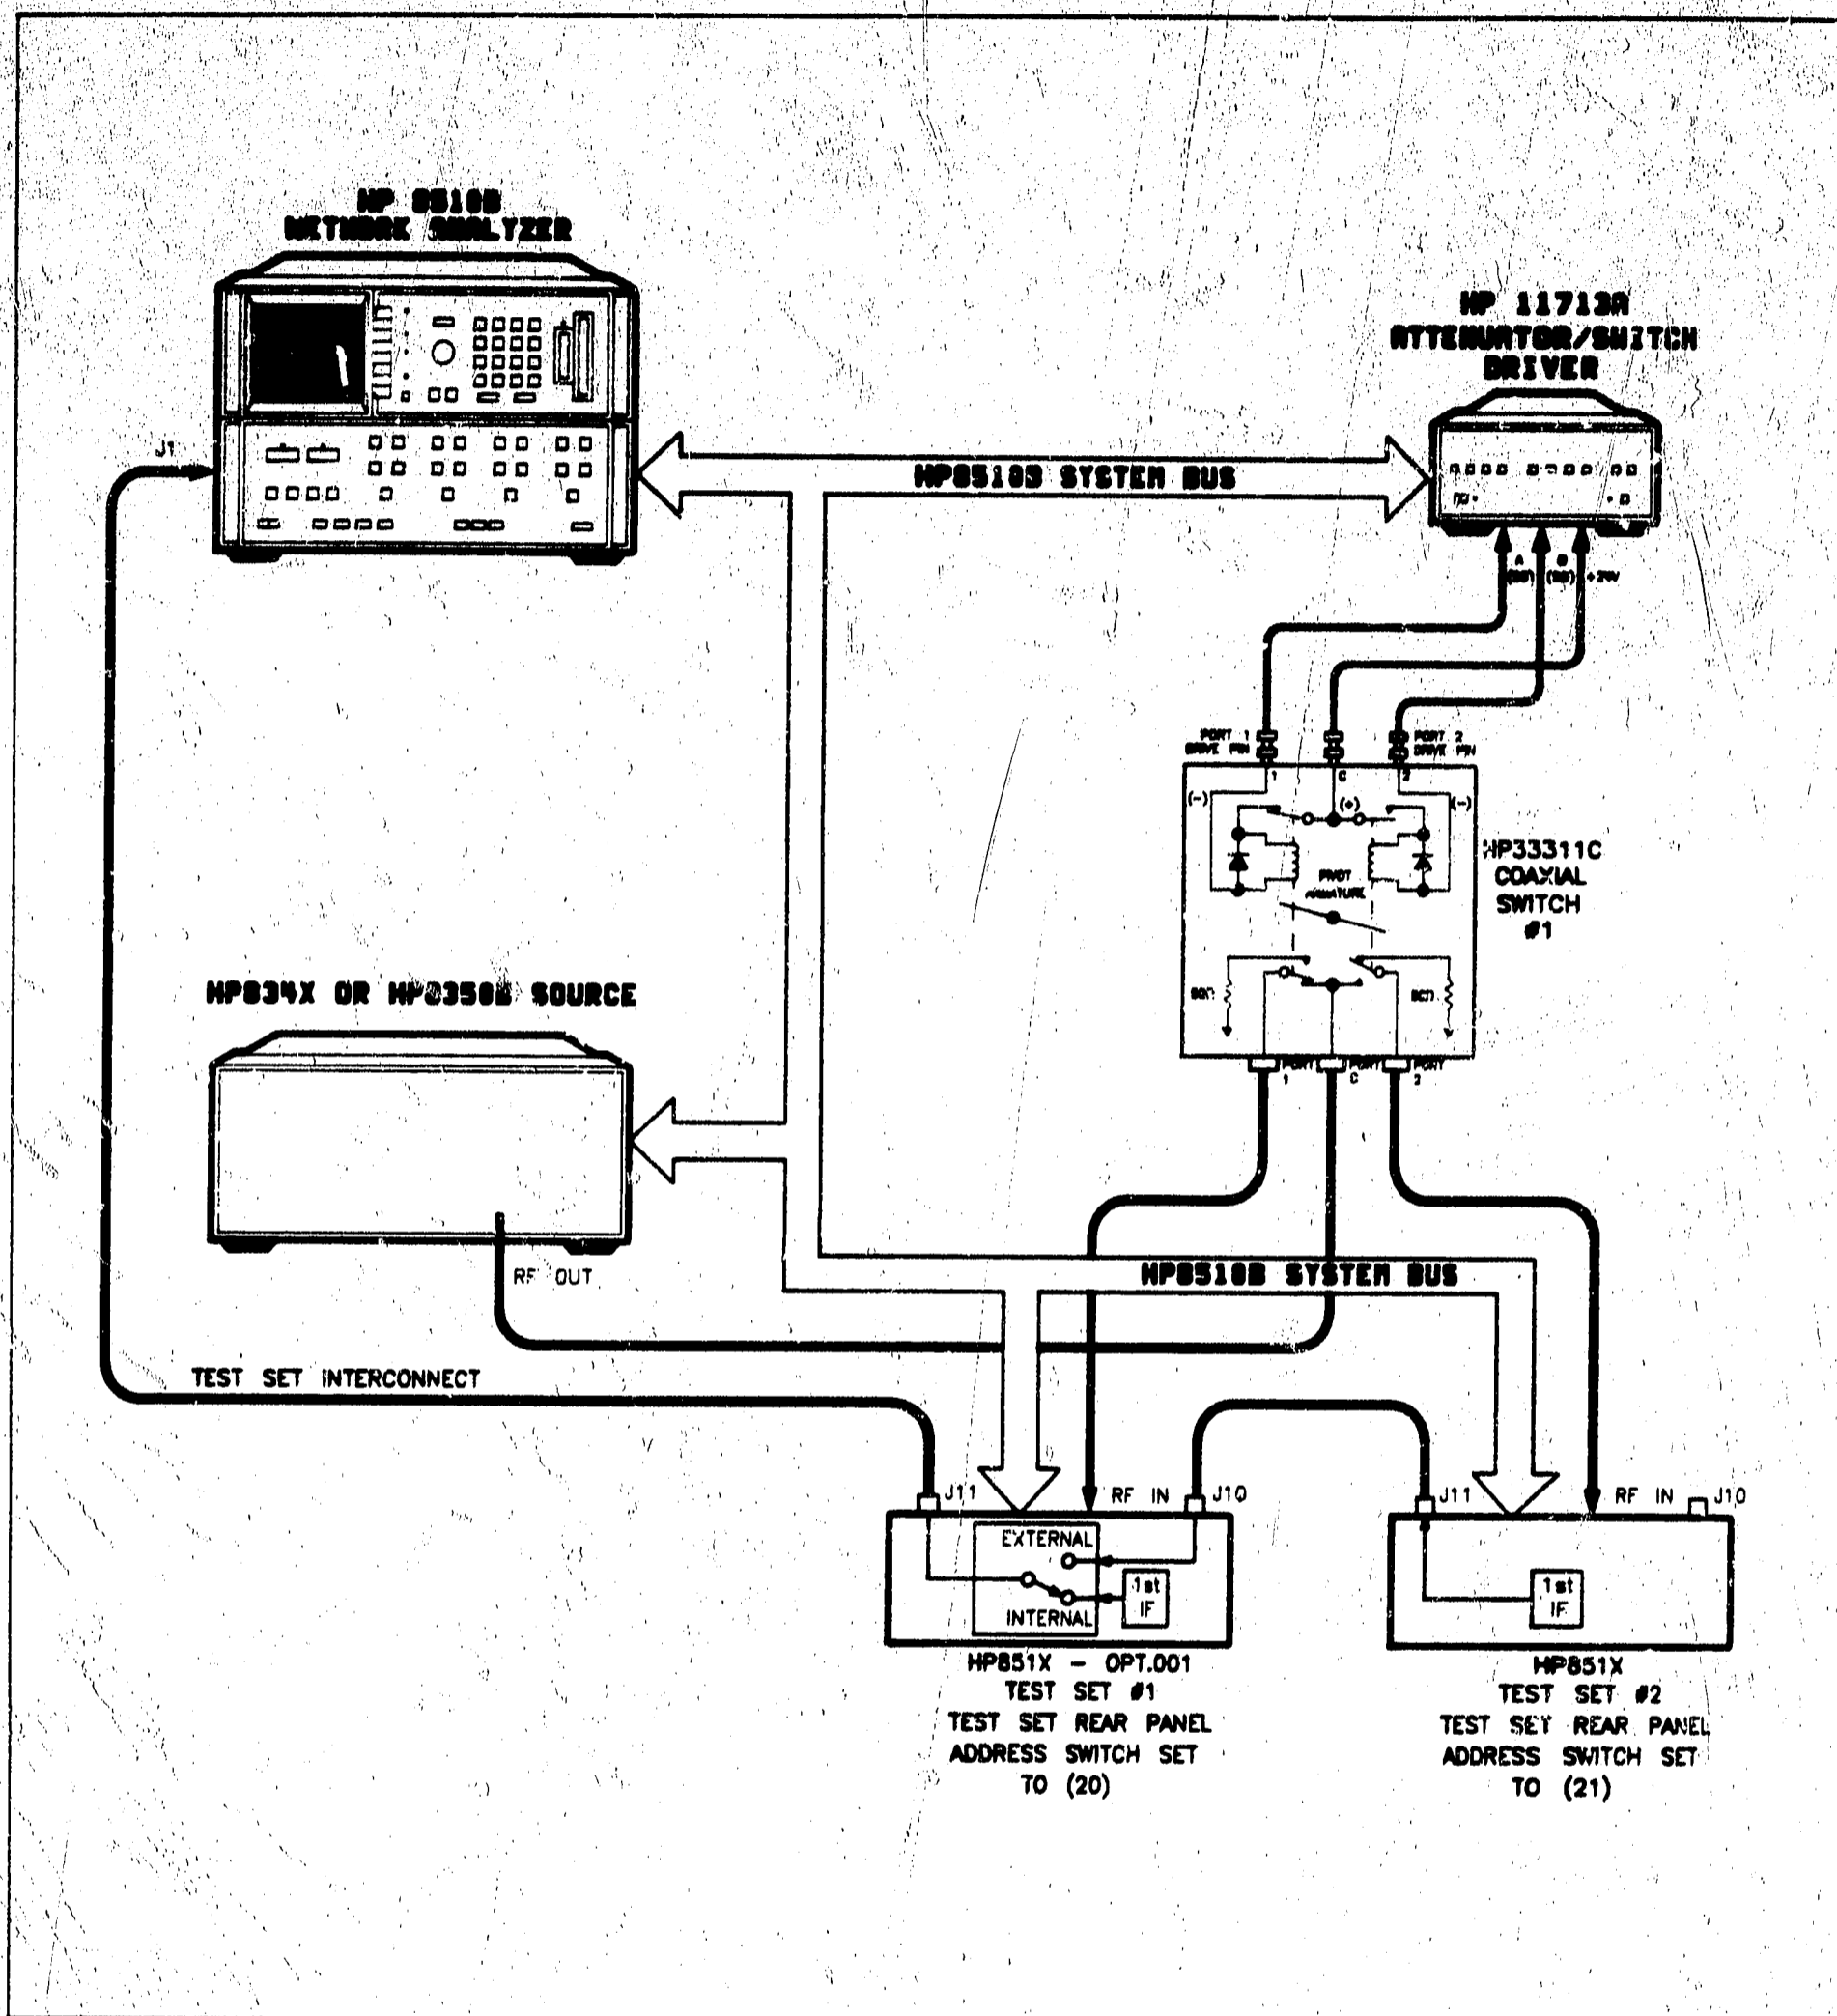 HP 8510B
NETWORK ANALYZER
HP 11713A
ATTENUATOR/SWITCH
DRIVER
J1
HP8510B SYSTEM BUS
A
B
+24V
PORT 1
DRIVE PIN
PORT 2
DRIVE PIN
1
C
2
(-)
(+)
(-)
PIVOT
ARMATURE
HP33311C
COAXIAL
SWITCH
#1
50Ω
50Ω
PORT
1
PORT
C
PORT
2
HP834X OR HP8350B SOURCE
RF OUT
HP8510B SYSTEM BUS
TEST SET INTERCONNECT
J11
RF IN
J10
J11
RF IN
J10
EXTERNAL
INTERNAL
1st
IF
1st
IF
HP851X - OPT.001
TEST SET #1
TEST SET REAR PANEL
ADDRESS SWITCH SET
TO (20)
HP851X
TEST SET #2
TEST SET REAR PANEL
ADDRESS SWITCH SET
TO (21)